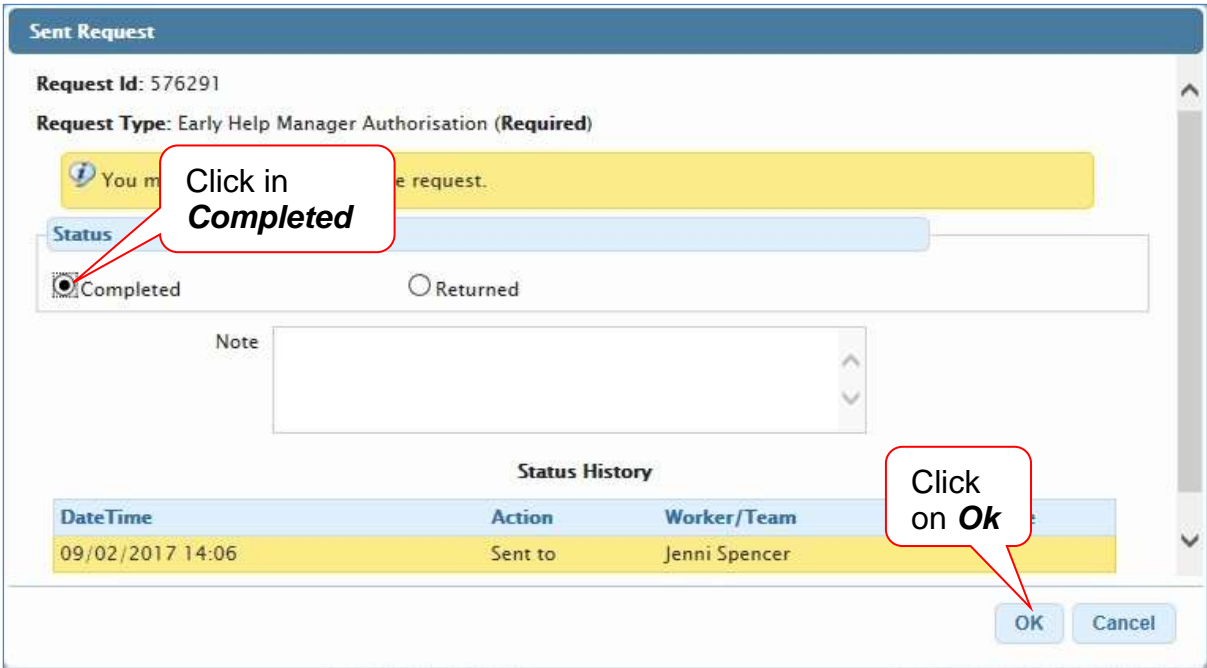 Sent Request
Request Id: 576291
Request Type: Early Help Manager Authorisation (Required)
You m
e request.
Click in
Completed
Status
Completed Returned
Note
Status History
Click
on Ok
DateTime Action Worker/Team
09/02/2017 14:06 Sent to Jenni Spencer
OK Cancel